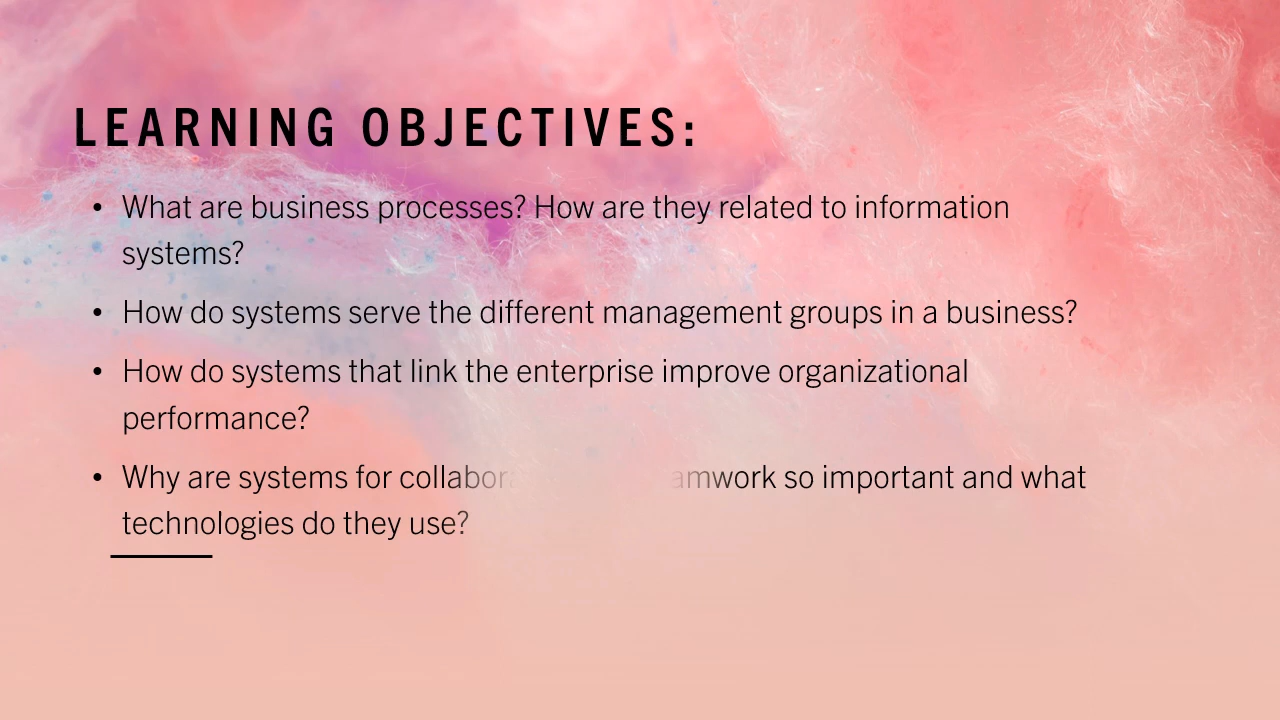 LEARNING OBJECTIVES:
• What are business processes? How are they related to information
systems?
• How do systems serve the different management groups in a business?
• How do systems that link the enterprise improve organizational
performance?
• Why are systems for so important and what
technologies do they use?